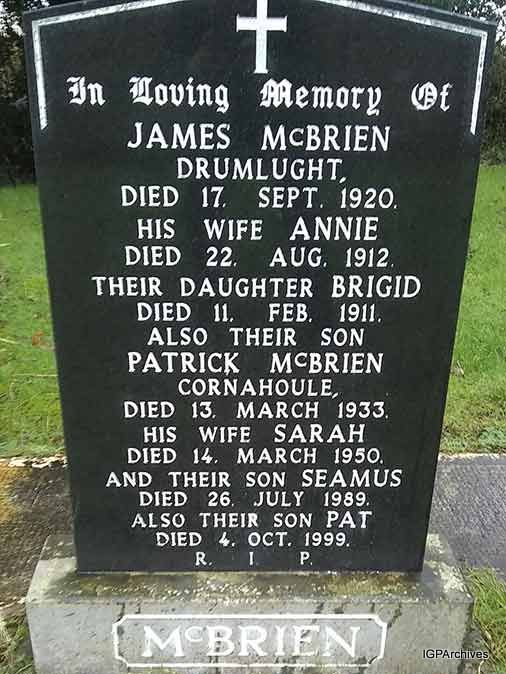 In Loving Memory Of
JAMES McBRIEN
DRUMLUGHT,
DIED 17. SEPT. 1920.
HIS WIFE ANNIE
DIED 22. AUG. 1912.
THEIR DAUGHTER BRIGID
DIED 11. FEB. 1911.
ALSO THEIR SON
PATRICK McBRIEN
CORNAHOULE,
DIED 13. MARCH 1933.
HIS WIFE SARAH
DIED 14. MARCH 1950.
AND THEIR SON SEAMUS
DIED 26. JULY 1989.
ALSO THEIR SON PAT
DIED 4. OCT. 1999.
R. I. P.
McBRIEN
IGPArchives